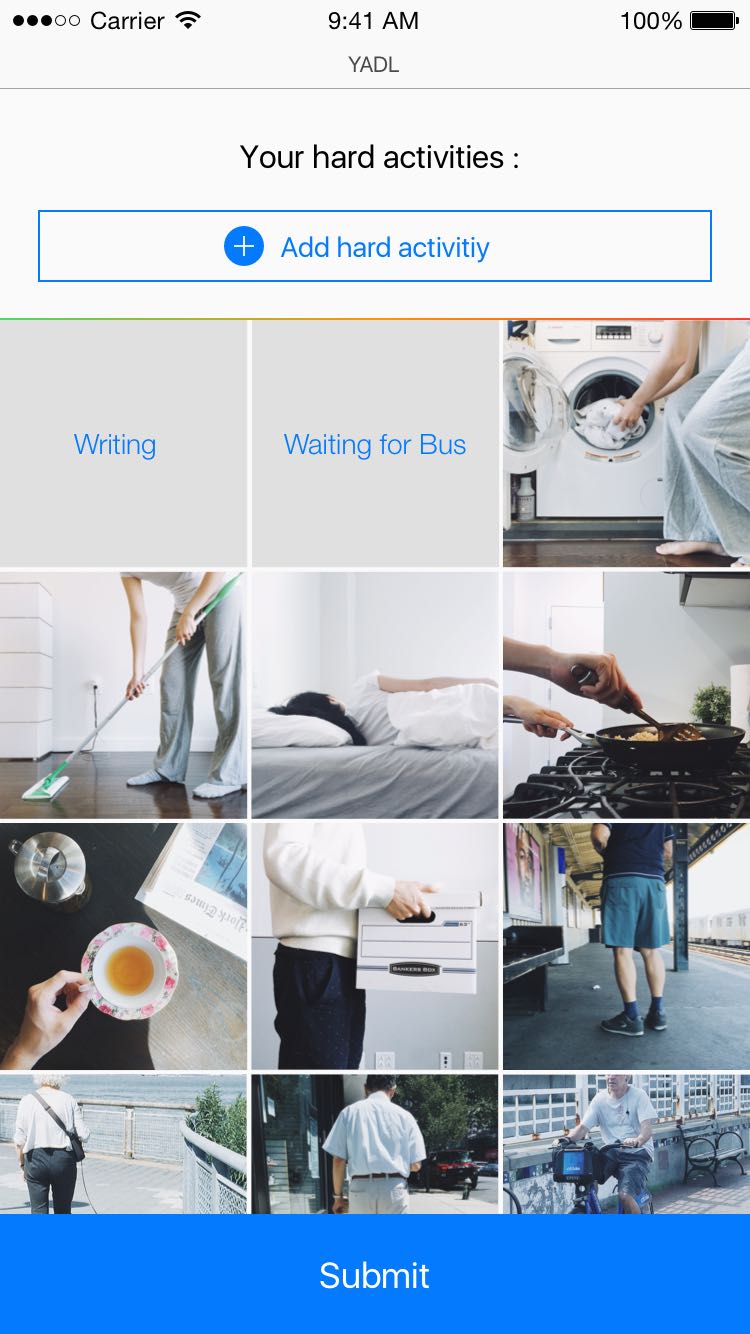 Carrier
9:41 AM
100%
YADL
Your hard activities :
Add hard activitiy
Writing
Waiting for Bus
BANKERS BOX
Submit